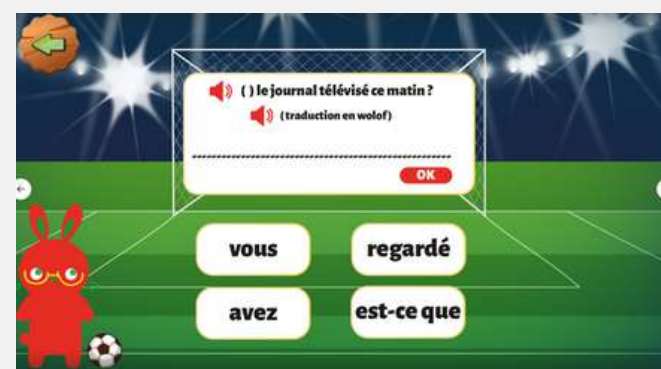 ( ) le journal télévisé ce matin ?
(traduction en wolof)
OK
vous
regardé
avez
est-ce que